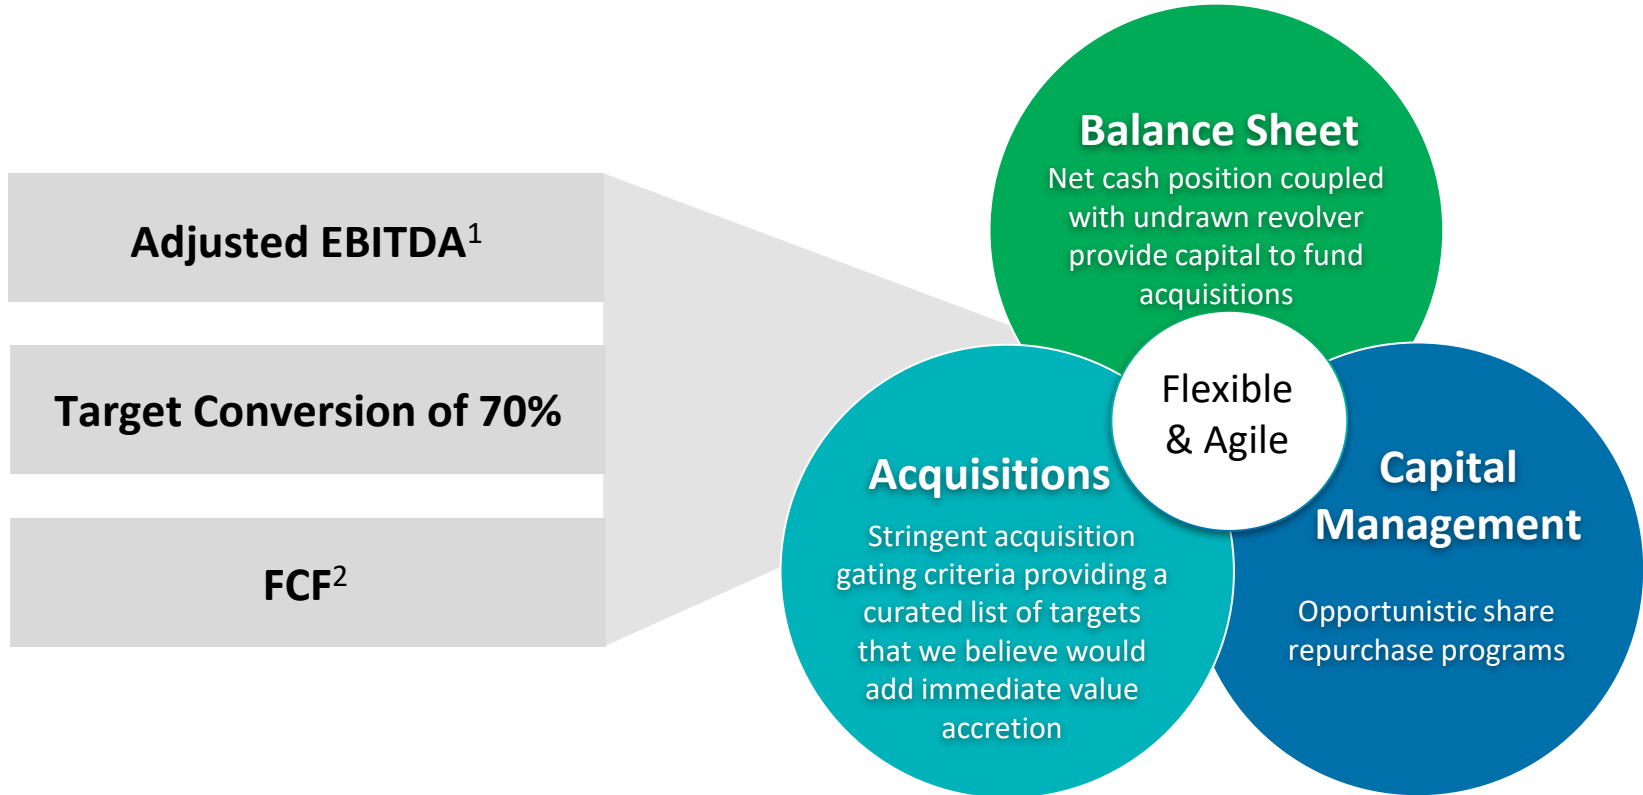 Adjusted EBITDA1
Target Conversion of 70%
FCF2
Balance Sheet
Net cash position coupled
with undrawn revolver
provide capital to fund
acquisitions
Flexible
& Agile
Acquisitions
Stringent acquisition
gating criteria providing a
curated list of targets
that we believe would
add immediate value
accretion
Capital
Management
Opportunistic share
repurchase programs